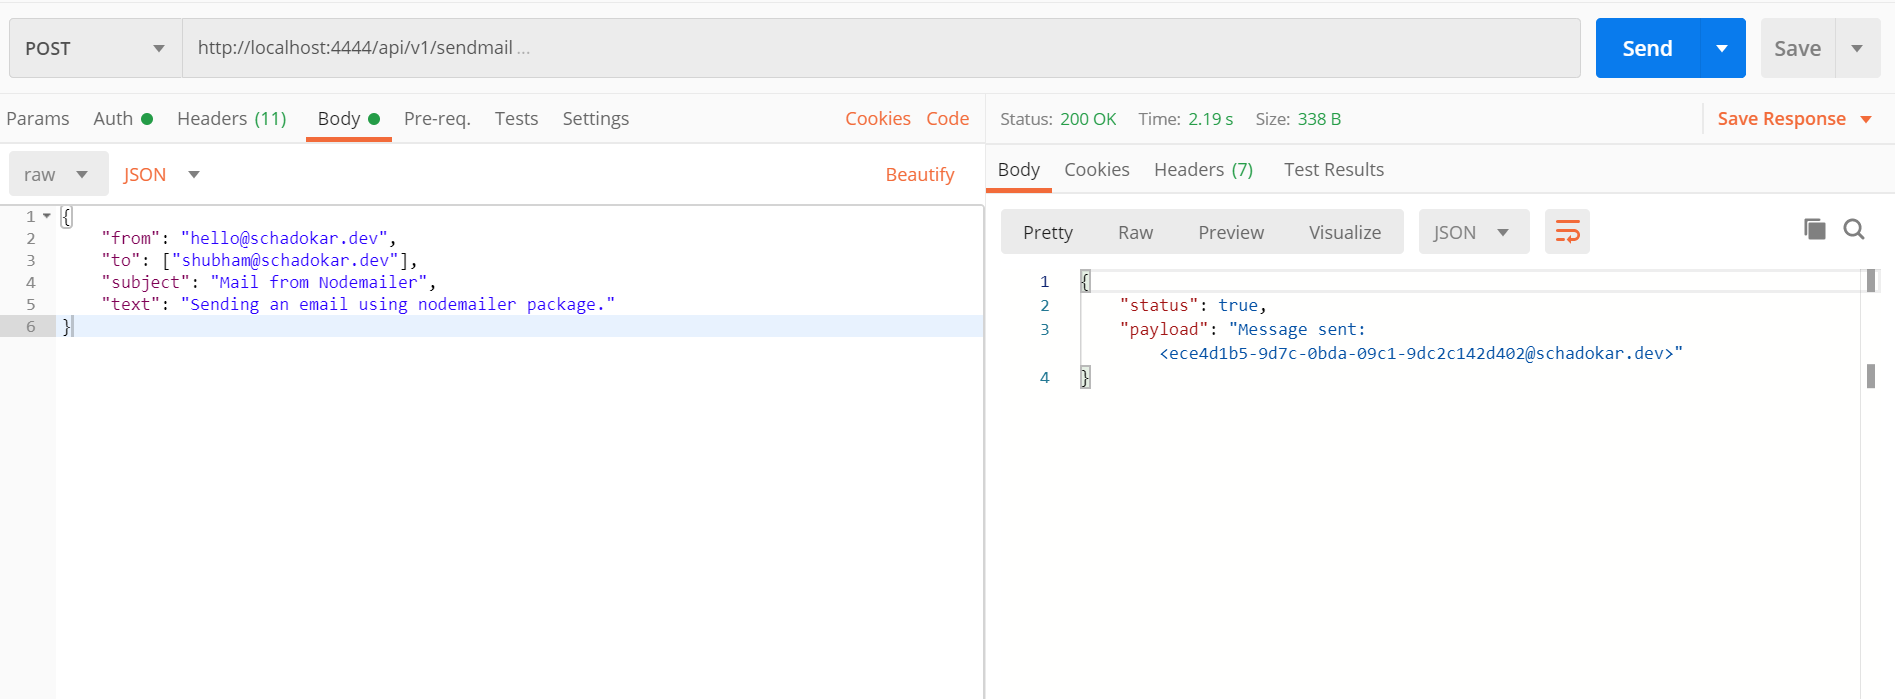 POST http://localhost:4444/api/v1/sendmail ... Send Save
Params Auth Headers (11) Body Pre-req. Tests Settings Cookies Code
raw JSON Beautify
1 {
2 "from": "hello@schadokar.dev",
3 "to": ["shubham@schadokar.dev"],
4 "subject": "Mail from Nodemailer",
5 "text": "Sending an email using nodemailer package."
6 }
Status: 200 OK Time: 2.19 s Size: 338 B Save Response
Body Cookies Headers (7) Test Results
Pretty Raw Preview Visualize JSON
1 {
2 "status": true,
3 "payload": "Message sent:
<ece4d1b5-9d7c-0bda-09c1-9dc2c142d402@schadokar.dev>"
4 }